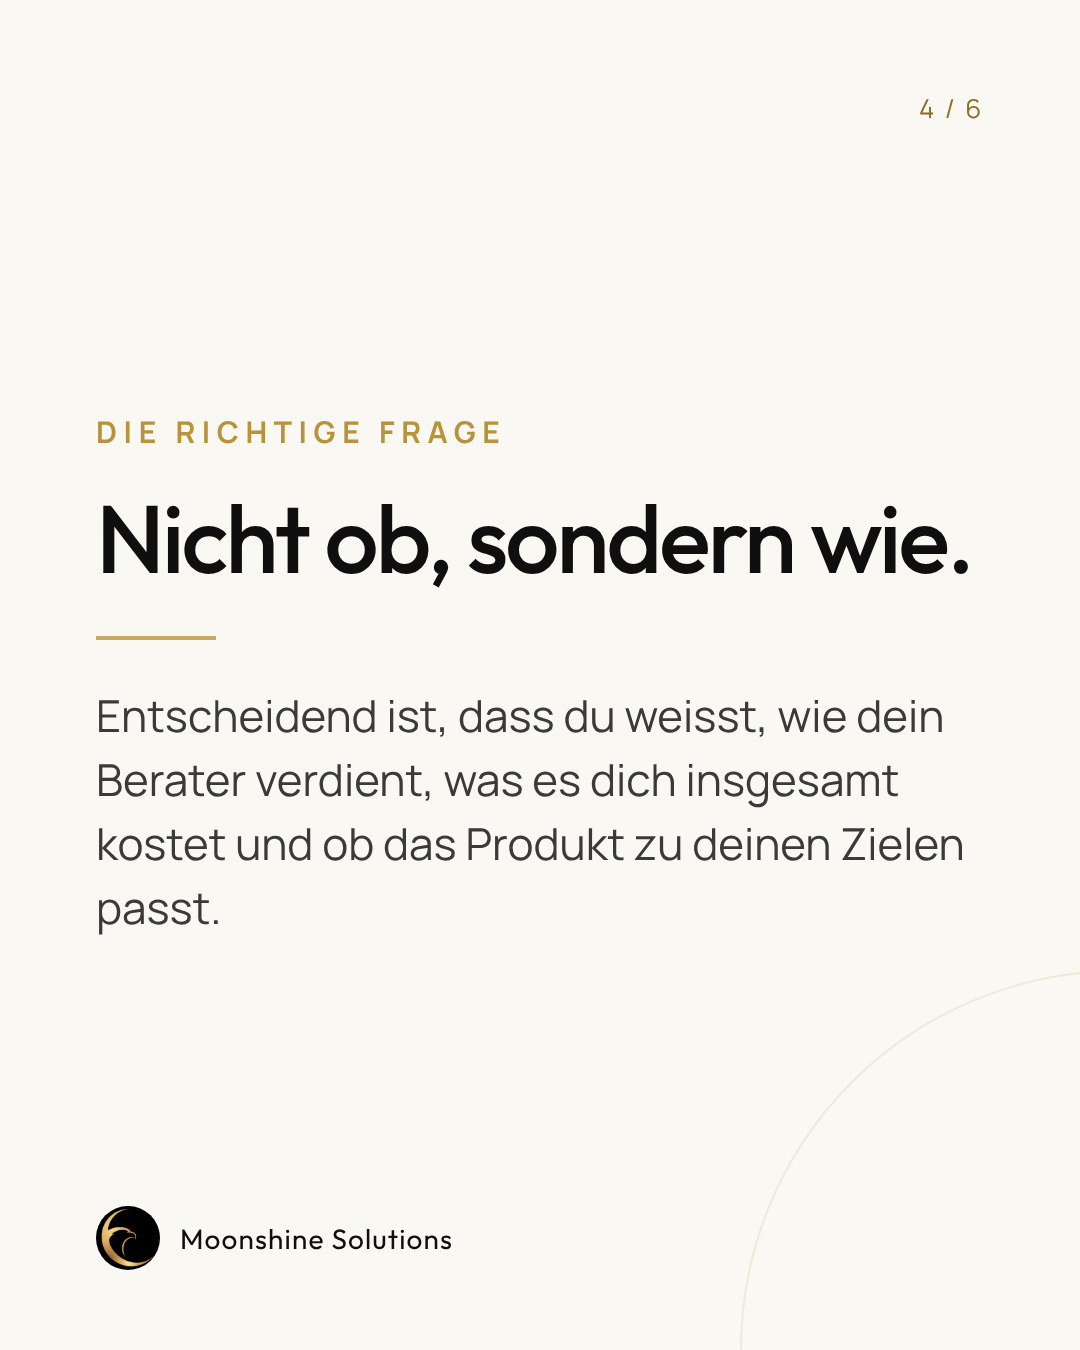 4 / 6
DIE RICHTIGE FRAGE
Nicht ob, sondern wie.
Entscheidend ist, dass du weisst, wie dein
Berater verdient, was es dich insgesamt
kostet und ob das Produkt zu deinen Zielen
passt.
Moonshine Solutions